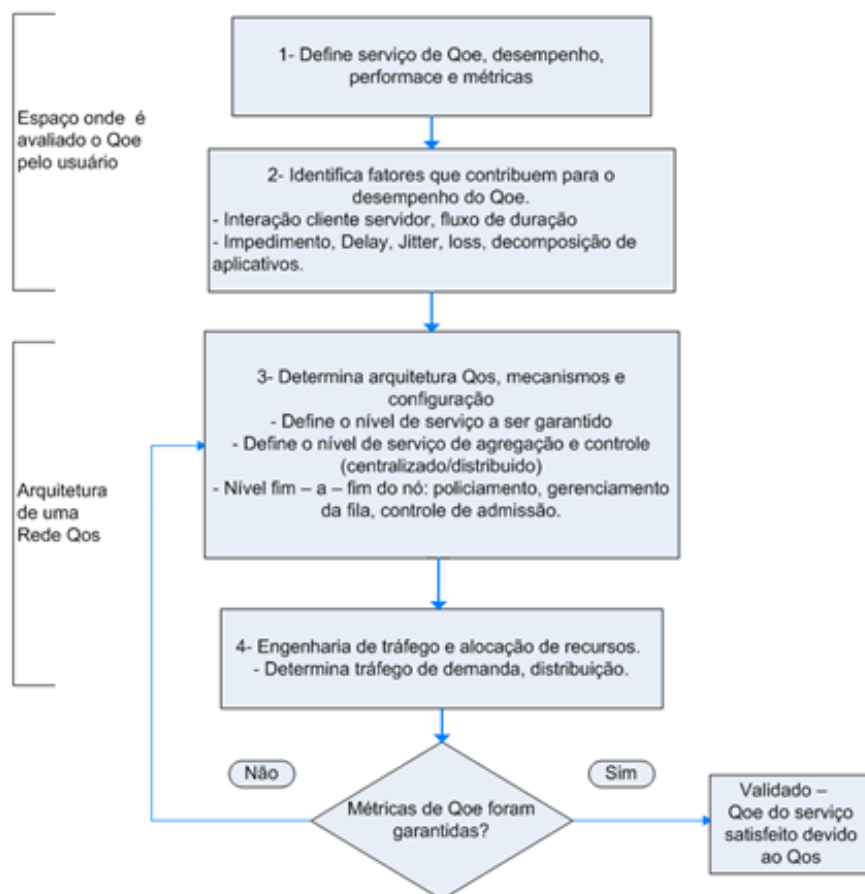 1- Define serviço de Qoe, desempenho,
performace e métricas
Espaço onde é
avaliado o Qoe
pelo usuário
2- Identifica fatores que contribuem para o
desempenho do Qoe.
- Interação cliente servidor, fluxo de duração
- Impedimento, Delay, Jitter, loss, decomposição de
aplicativos.
3- Determina arquitetura Qos, mecanismos e
configuração
- Define o nível de serviço a ser garantido
- Define o nível de serviço de agregação e controle
(centralizado/distribuido)
- Nível fim – a – fim do nó: policiamento, gerenciamento
da fila, controle de admissão.
Arquitetura
de uma
Rede Qos
4- Engenharia de tráfego e alocação de recursos.
- Determina tráfego de demanda, distribuição.
Não
Sim
Métricas de Qoe foram
garantidas?
Validado –
Qoe do serviço
satisfeito devido
ao Qos